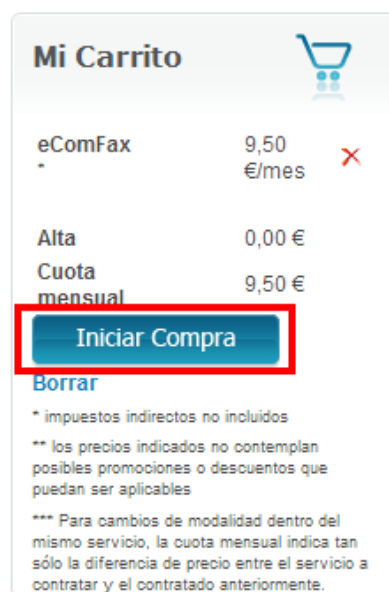 Mi Carrito
eComFax 9,50
* €/mes
Alta 0,00 €
Cuota
mensual 9,50 €
Iniciar Compra
Borrar
* impuestos indirectos no incluidos
** los precios indicados no contemplan
posibles promociones o descuentos que
puedan ser aplicables
*** Para cambios de modalidad dentro del
mismo servicio, la cuota mensual indica tan
sólo la diferencia de precio entre el servicio a
contratar y el contratado anteriormente.